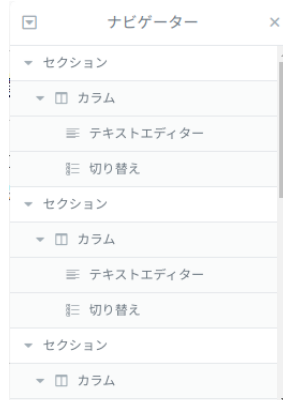 ナビゲーター
セクション
カラム
テキストエディター
切り替え
セクション
カラム
テキストエディター
切り替え
セクション
カラム